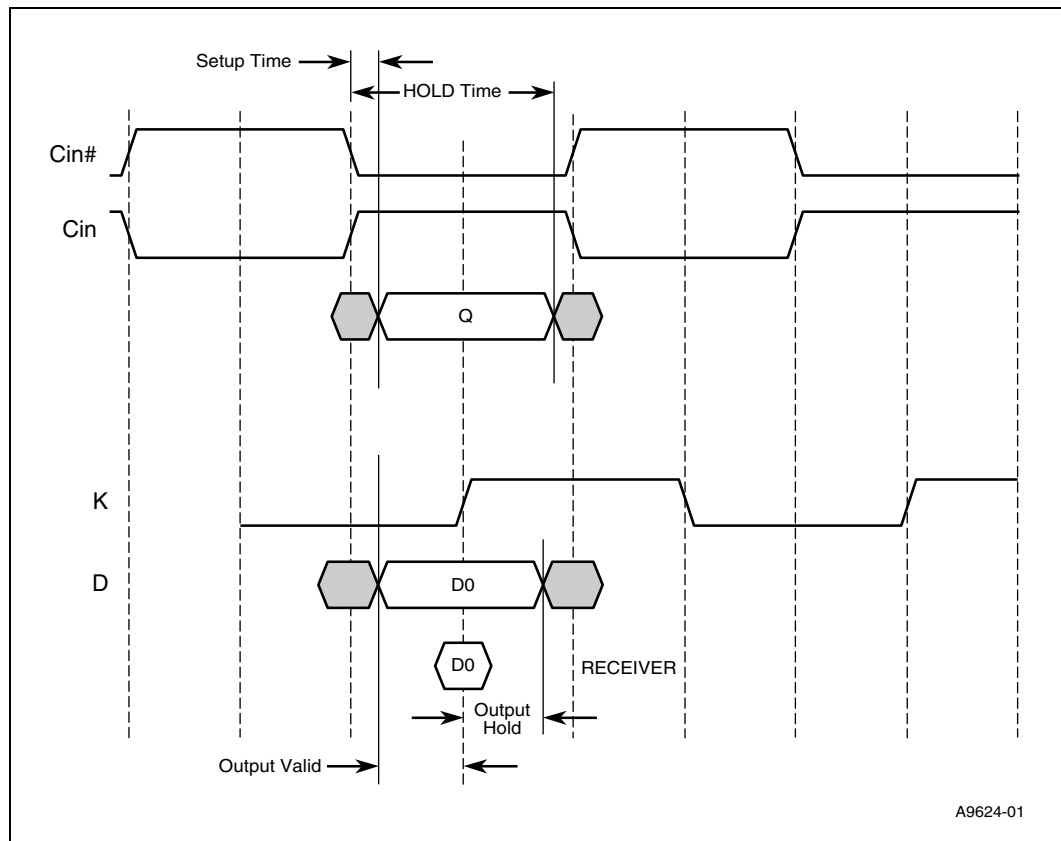 Setup Time
HOLD Time
Cin#
Cin
Q
K
D
D0
D0
RECEIVER
Output
Hold
Output Valid
A9624-01